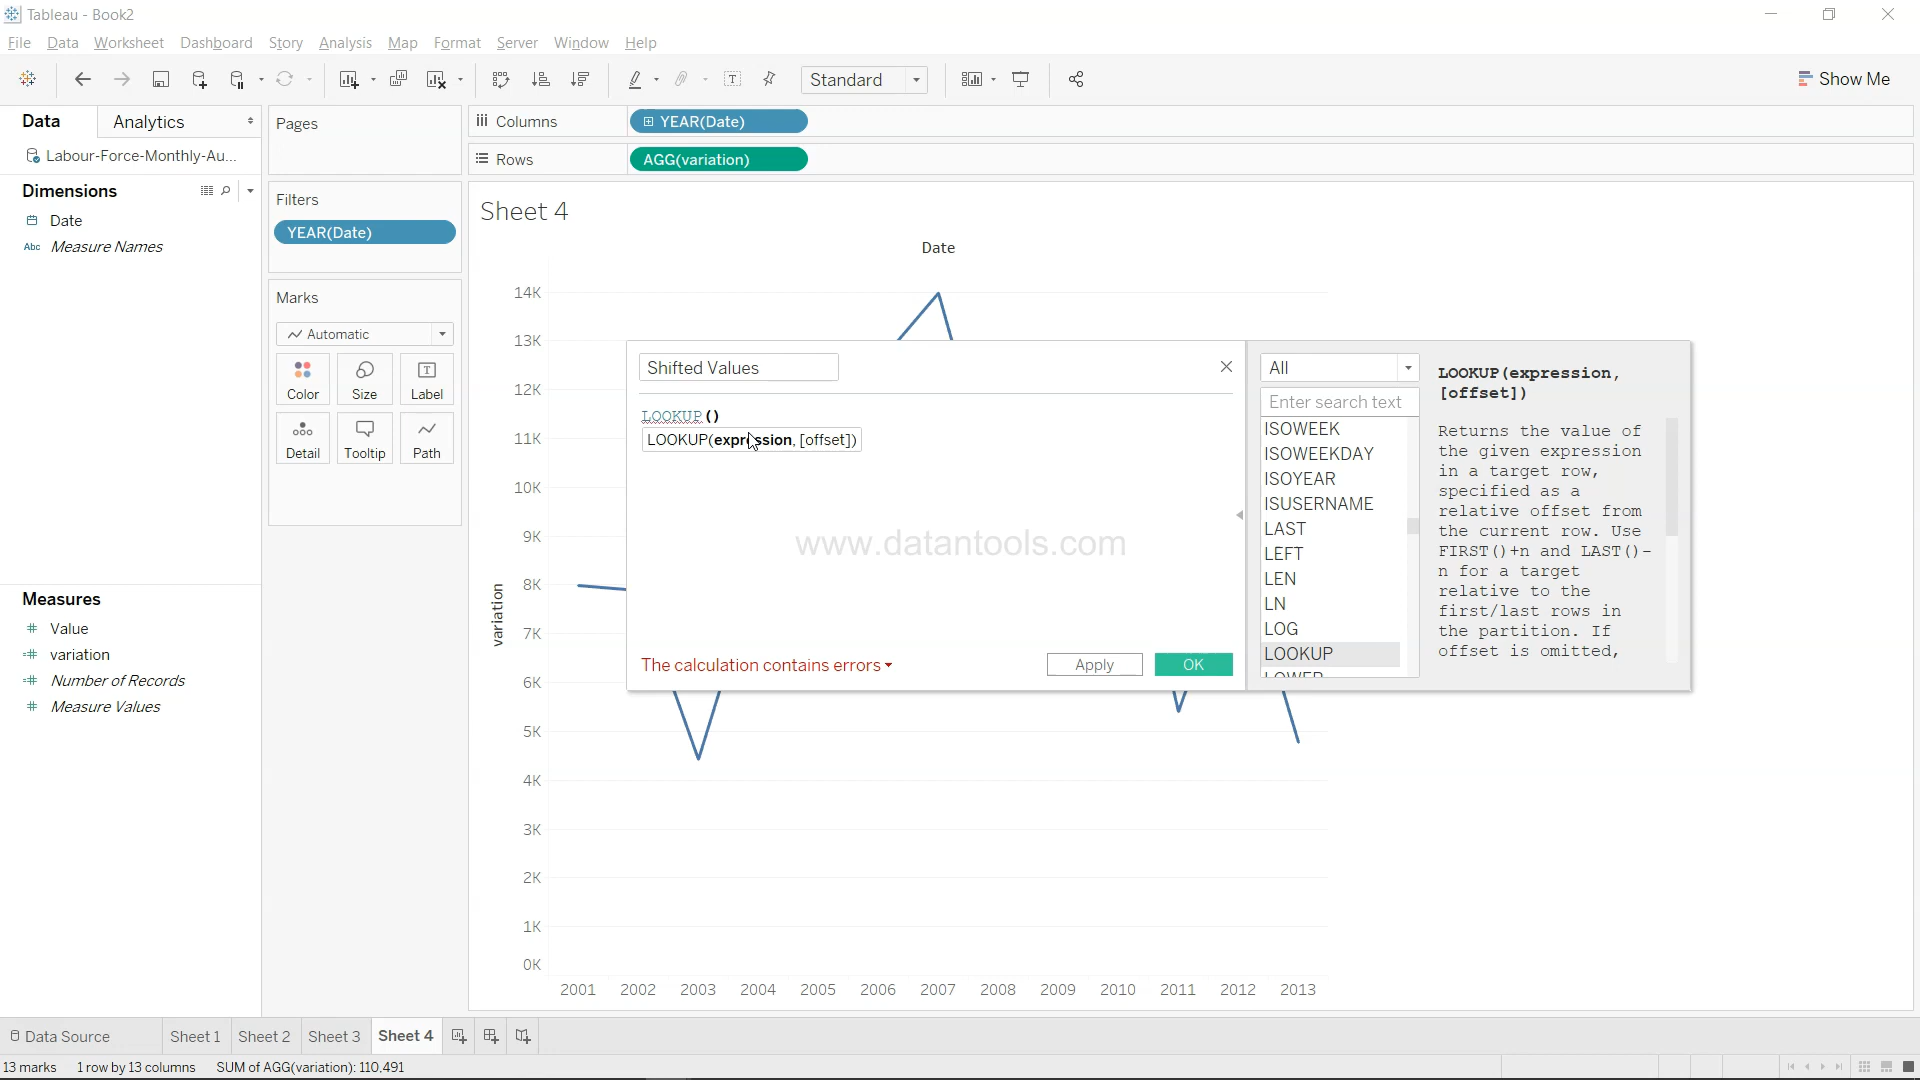 Tableau - Book2
File Data Worksheet Dashboard Story Analysis Map Format Server Window Help
Standard
Show Me
Data
Analytics
Labour-Force-Monthly-Au...
Dimensions
Date
Abc Measure Names
Measures
# Value
=# variation
=# Number of Records
# Measure Values
Pages
Filters
YEAR(Date)
Marks
Automatic
Color Size Label
Detail Tooltip Path
Columns YEAR(Date)
Rows AGG(variation)
Sheet 4
Date
14K
13K
12K
11K
10K
9K
8K
7K
6K
5K
4K
3K
2K
1K
0K
variation
2001 2002 2003 2004 2005 2006 2007 2008 2009 2010 2011 2012 2013
Shifted Values
LOOKUP()
LOOKUP(expression, [offset])
www.datantools.com
The calculation contains errors
Apply OK
All
Enter search text
ISOWEEK
ISOWEEKDAY
ISOYEAR
ISUSERNAME
LAST
LEFT
LEN
LN
LOG
LOOKUP
LOWER
LOOKUP(expression,
[offset])
Returns the value of
the given expression
in a target row,
specified as a
relative offset from
the current row. Use
FIRST()+n and LAST()-
n for a target
relative to the
first/last rows in
the partition. If
offset is omitted,
Data Source Sheet 1 Sheet 2 Sheet 3 Sheet 4
13 marks 1 row by 13 columns SUM of AGG(variation): 110,491